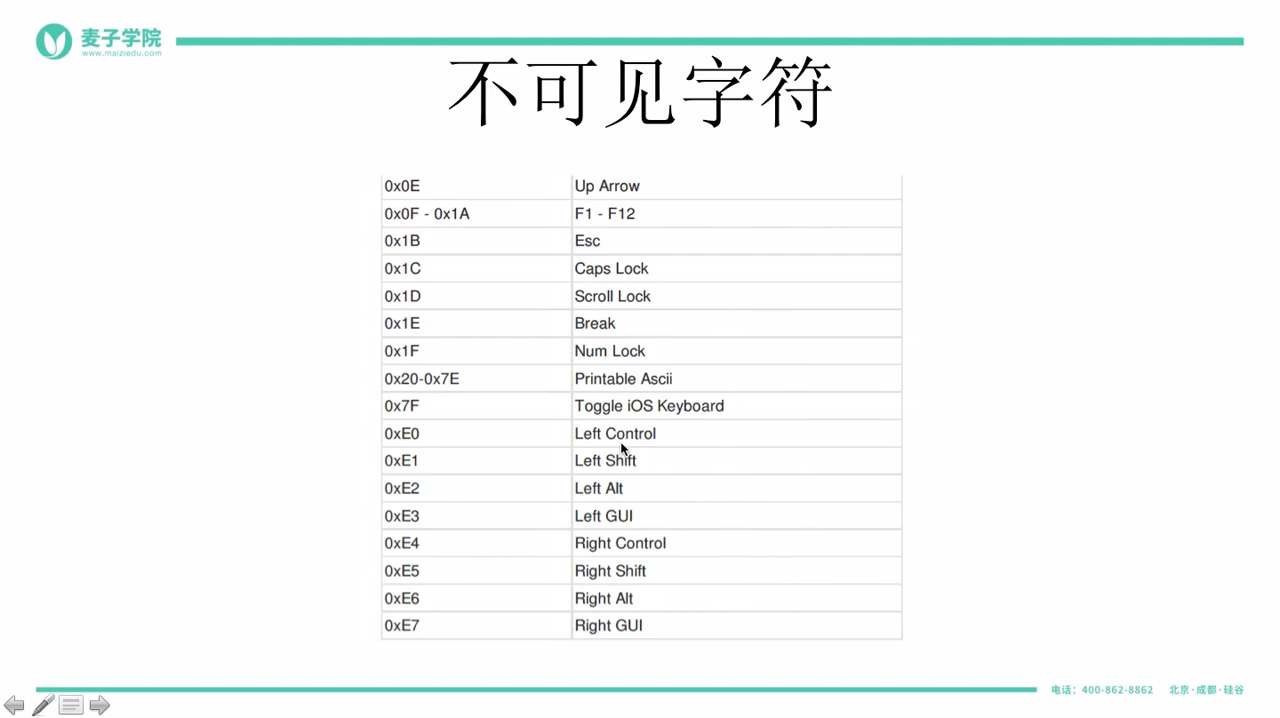 麦子学院
www.maiziedu.com
不可见字符
0x0E Up Arrow
0x0F - 0x1A F1 - F12
0x1B Esc
0x1C Caps Lock
0x1D Scroll Lock
0x1E Break
0x1F Num Lock
0x20-0x7E Printable Ascii
0x7F Toggle iOS Keyboard
0xE0 Left Control
0xE1 Left Shift
0xE2 Left Alt
0xE3 Left GUI
0xE4 Right Control
0xE5 Right Shift
0xE6 Right Alt
0xE7 Right GUI
电话：400-862-8862 北京·成都·硅谷